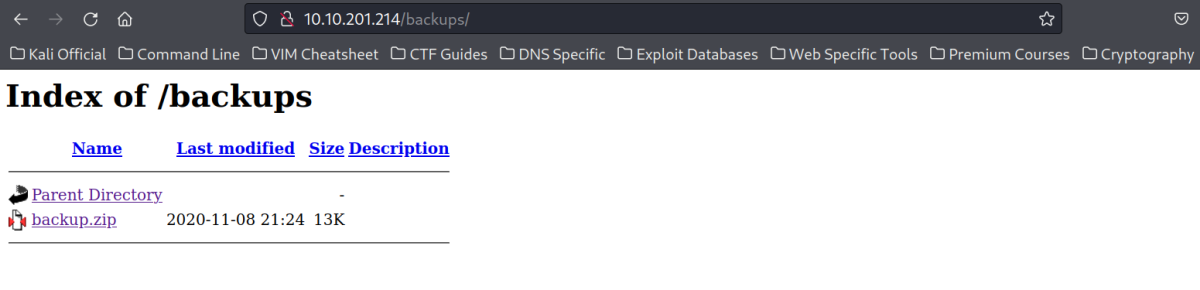 10.10.201.214/backups/
Kali Official Command Line VIM Cheatsheet CTF Guides DNS Specific Exploit Databases Web Specific Tools Premium Courses Cryptography
Index of /backups
Name Last modified Size Description
Parent Directory -
backup.zip 2020-11-08 21:24 13K